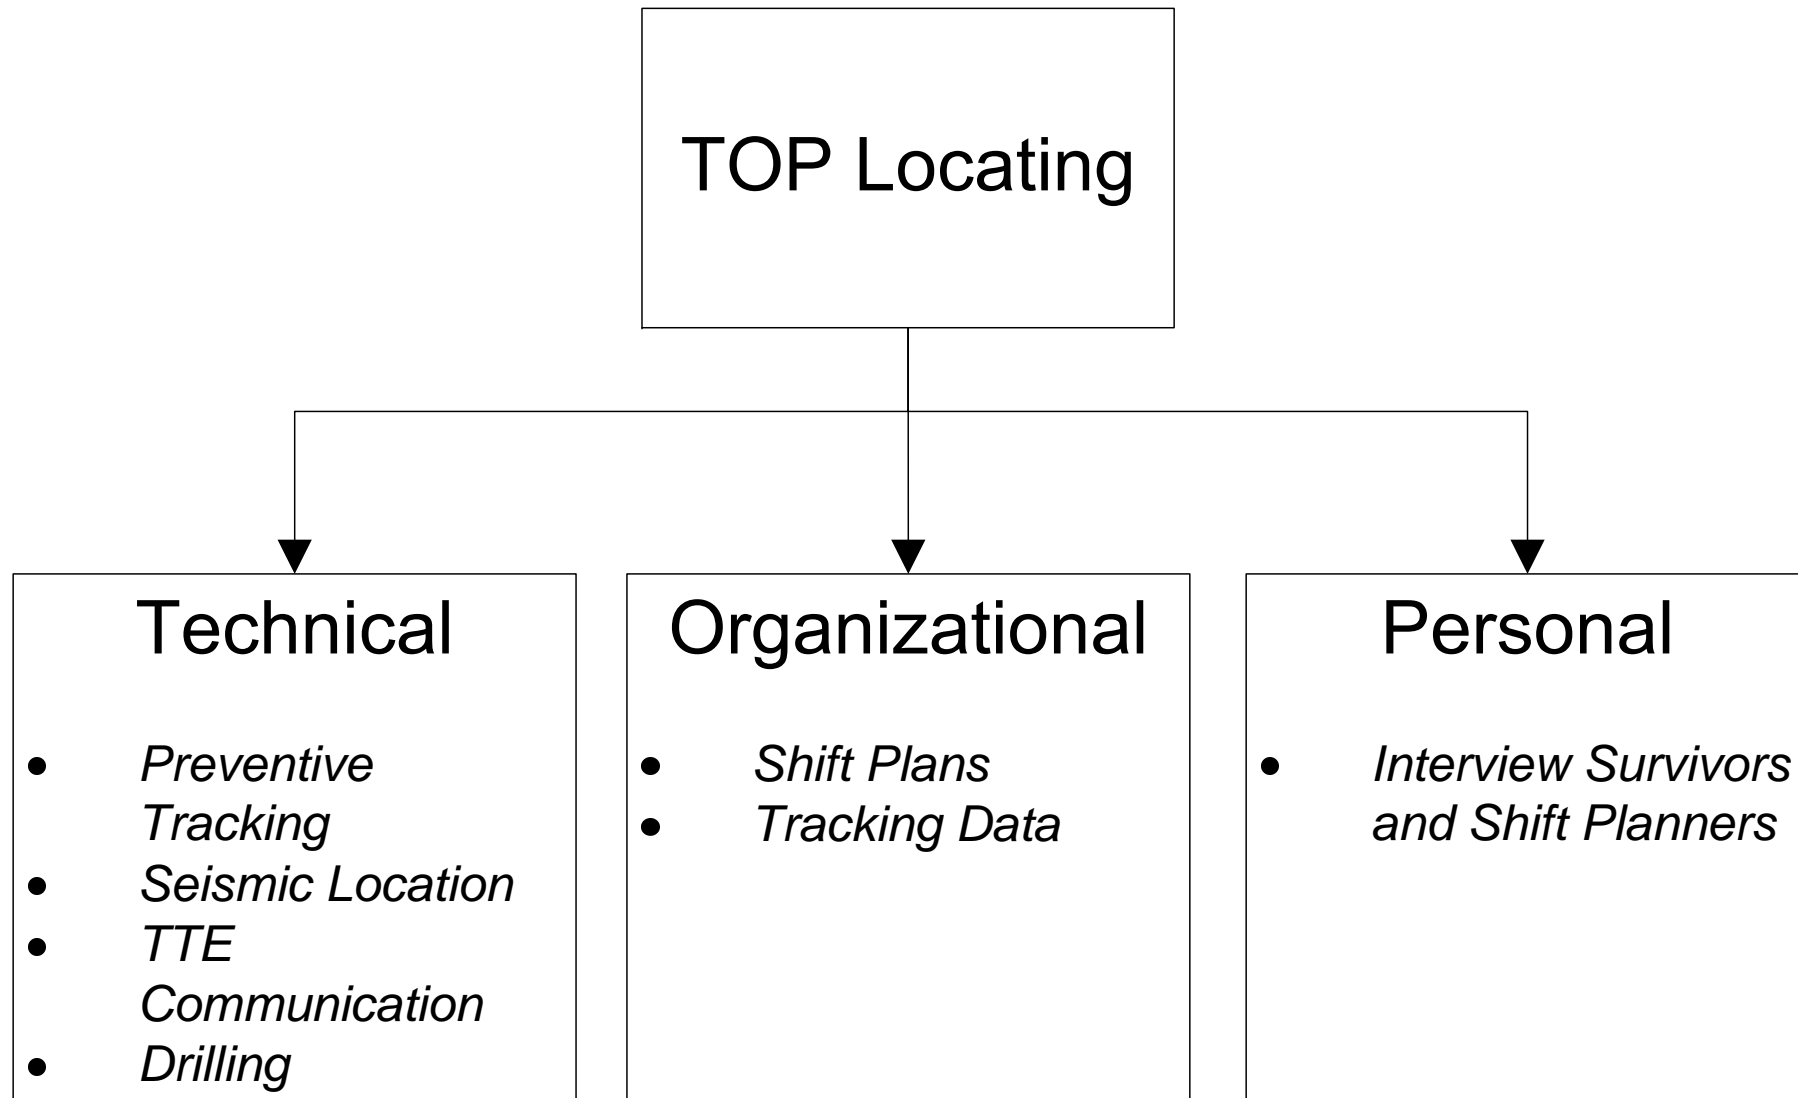 TOP Locating
Technical
• Preventive
Tracking
• Seismic Location
• TTE
Communication
• Drilling
Organizational
• Shift Plans
• Tracking Data
Personal
• Interview Survivors
and Shift Planners